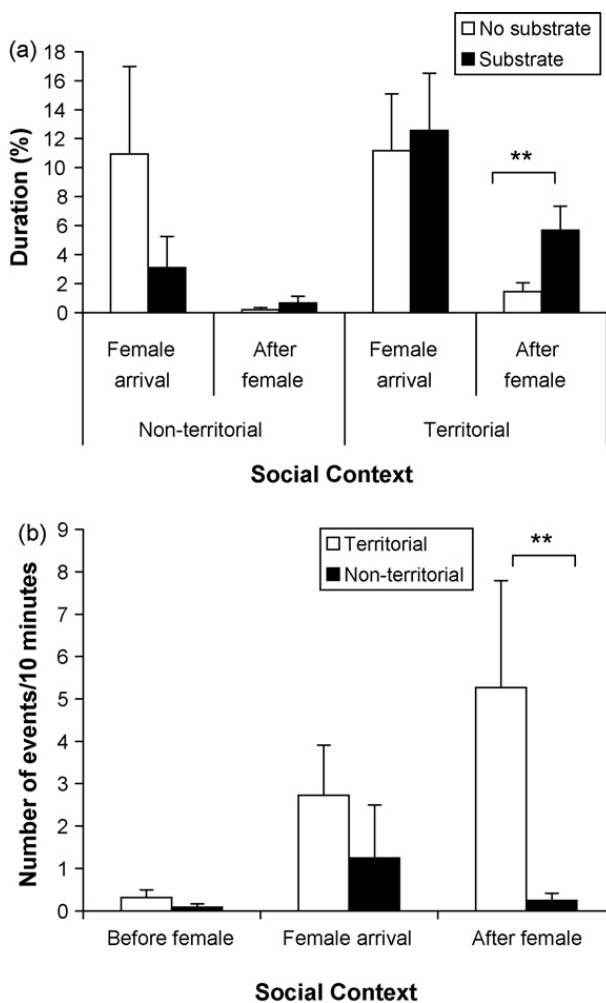 (a)
No substrate
Substrate
18
16
14
12
10
8
6
4
2
0
Duration (%)
**
Female arrival
After female
Female arrival
After female
Non-territorial
Territorial
Social Context
(b)
9
8
7
6
5
4
3
2
1
0
Number of events/10 minutes
Territorial
Non-territorial
**
Before female
Female arrival
After female
Social Context